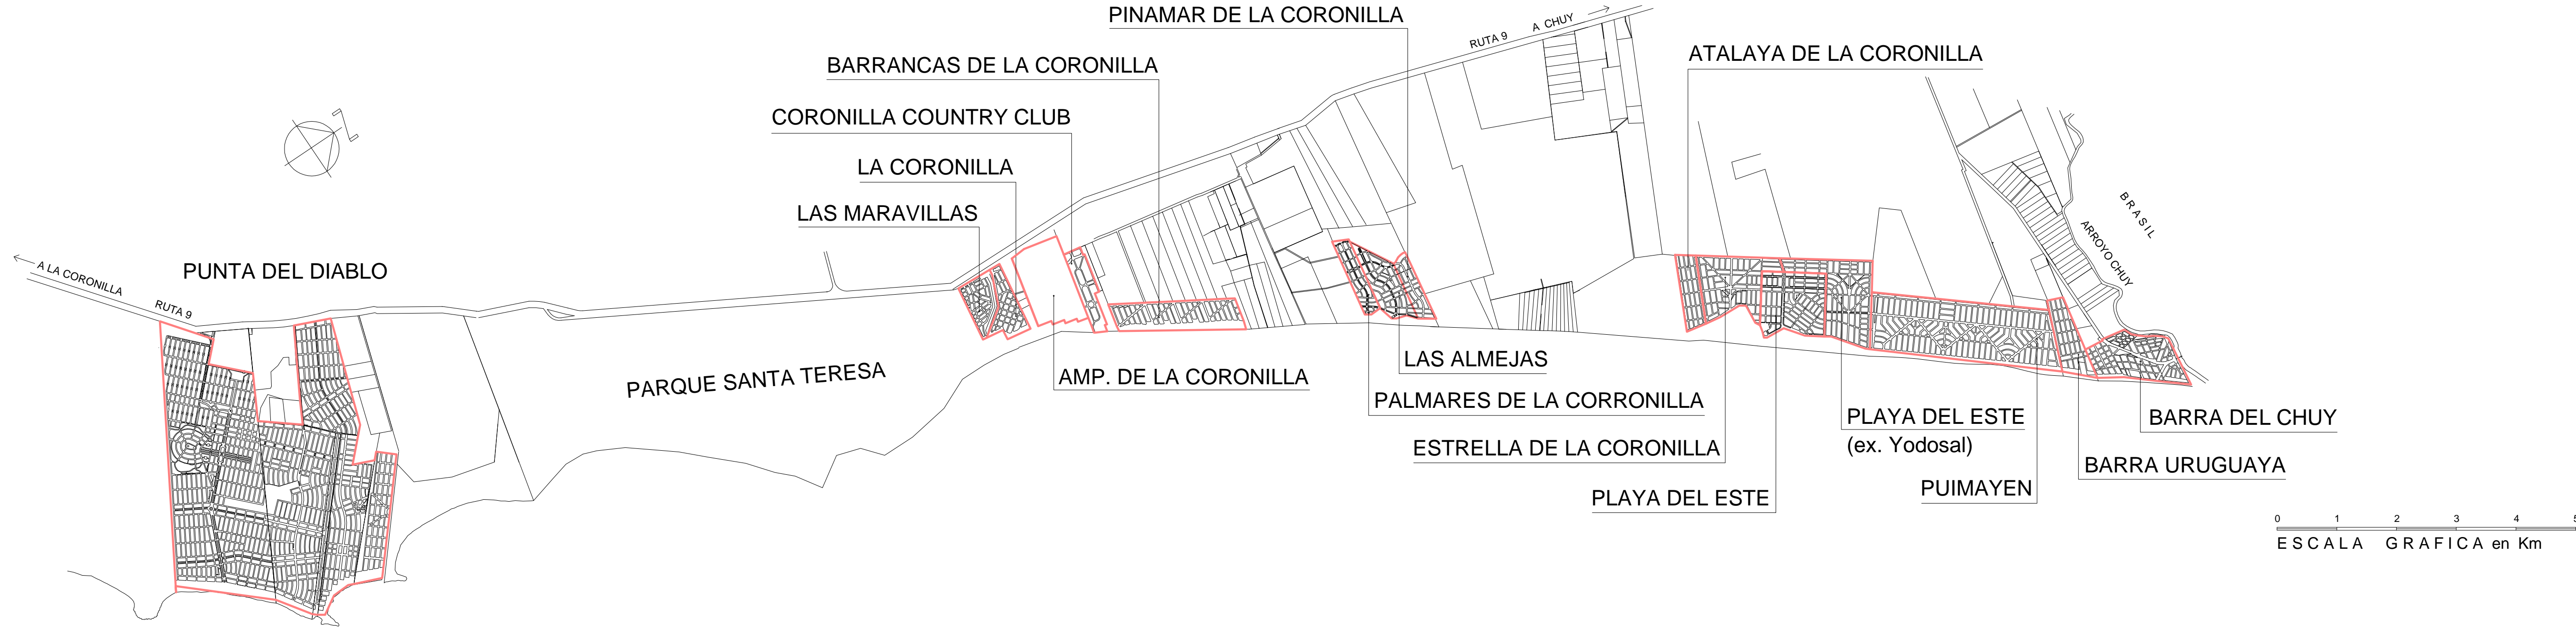 PINAMAR DE LA CORONILLA
RUTA 9
A CHUY
BARRANCAS DE LA CORONILLA
ATALAYA DE LA CORONILLA
CORONILLA COUNTRY CLUB
LA CORONILLA
LAS MARAVILLAS
N
BRASIL
ARROYO CHUY
A LA CORONILLA
RUTA 9
PUNTA DEL DIABLO
PARQUE SANTA TERESA
AMP. DE LA CORONILLA
LAS ALMEJAS
PALMARES DE LA CORRONILLA
ESTRELLA DE LA CORONILLA
PLAYA DEL ESTE
PLAYA DEL ESTE
(ex. Yodosal)
PUIMAYEN
BARRA DEL CHUY
BARRA URUGUAYA
0 1 2 3 4 5
ESCALA GRAFICA en Km